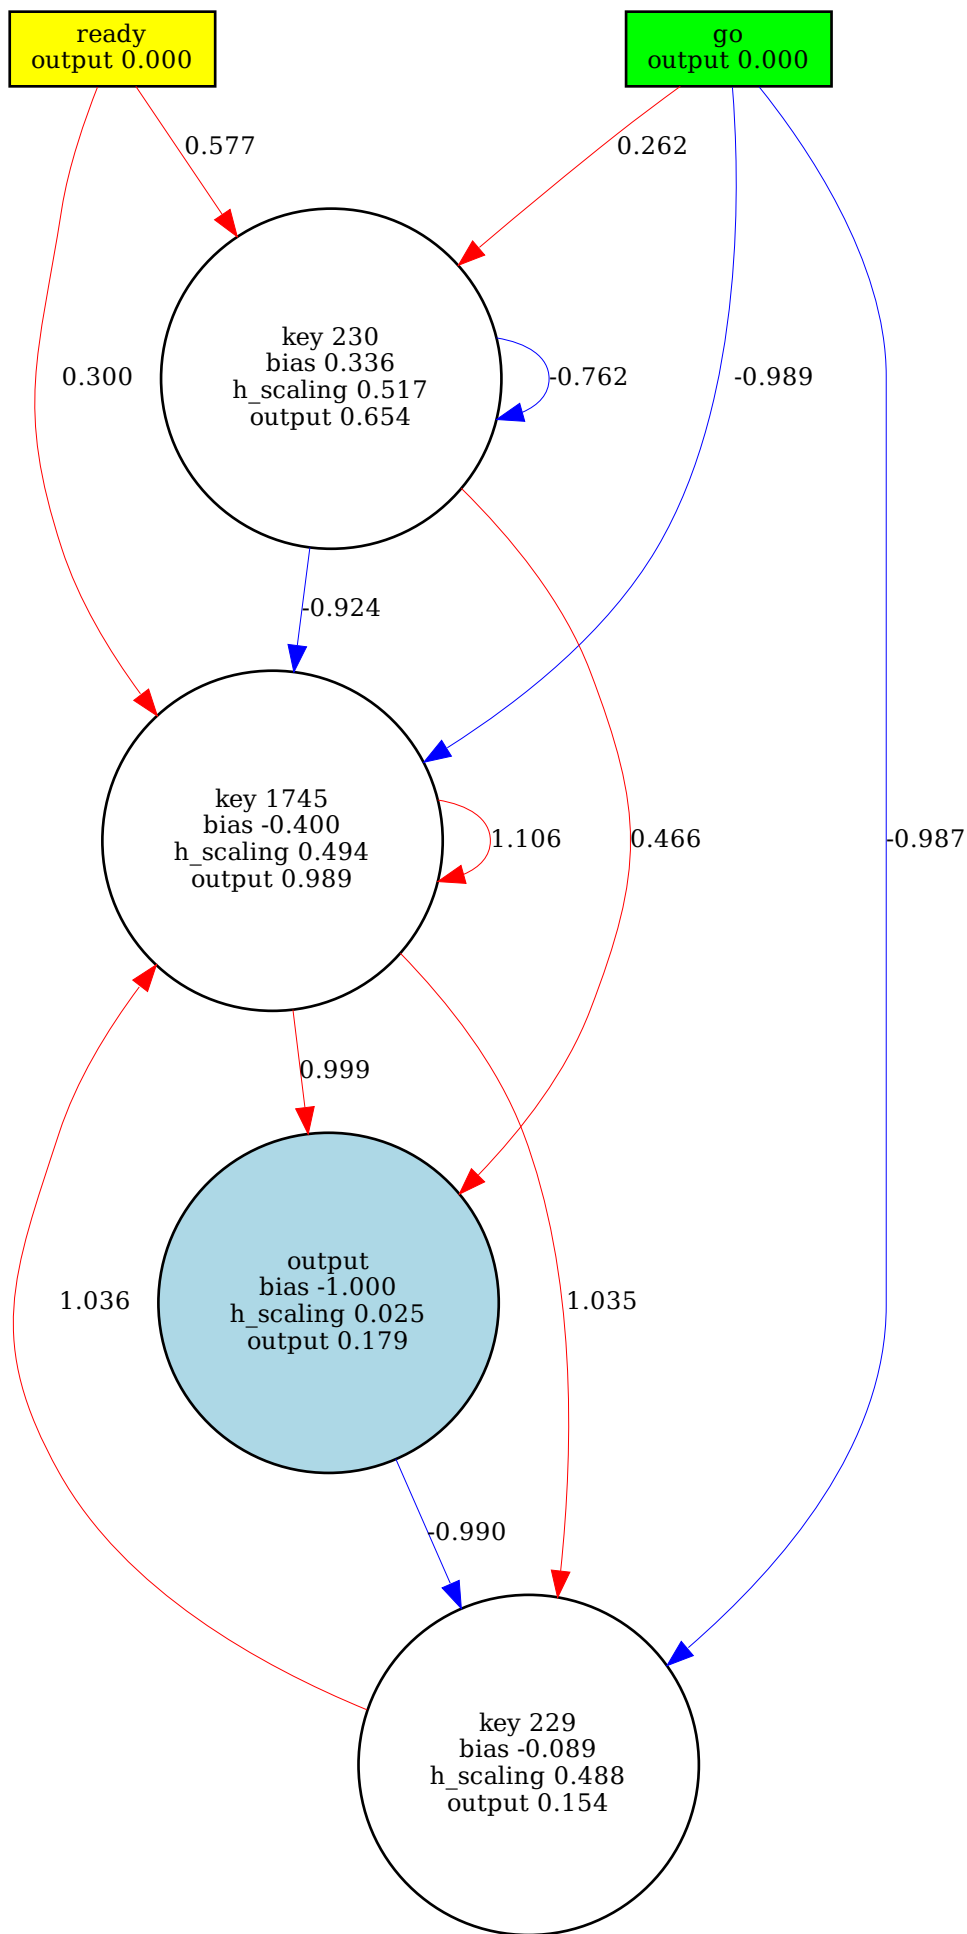 ready
output 0.000
go
output 0.000
0.577
0.262
key 230
bias 0.336
h_scaling 0.517
output 0.654
0.300
-0.762
-0.989
-0.924
key 1745
bias -0.400
h_scaling 0.494
output 0.989
1.106
0.466
-0.987
0.999
output
bias -1.000
h_scaling 0.025
output 0.179
1.036
1.035
-0.990
key 229
bias -0.089
h_scaling 0.488
output 0.154